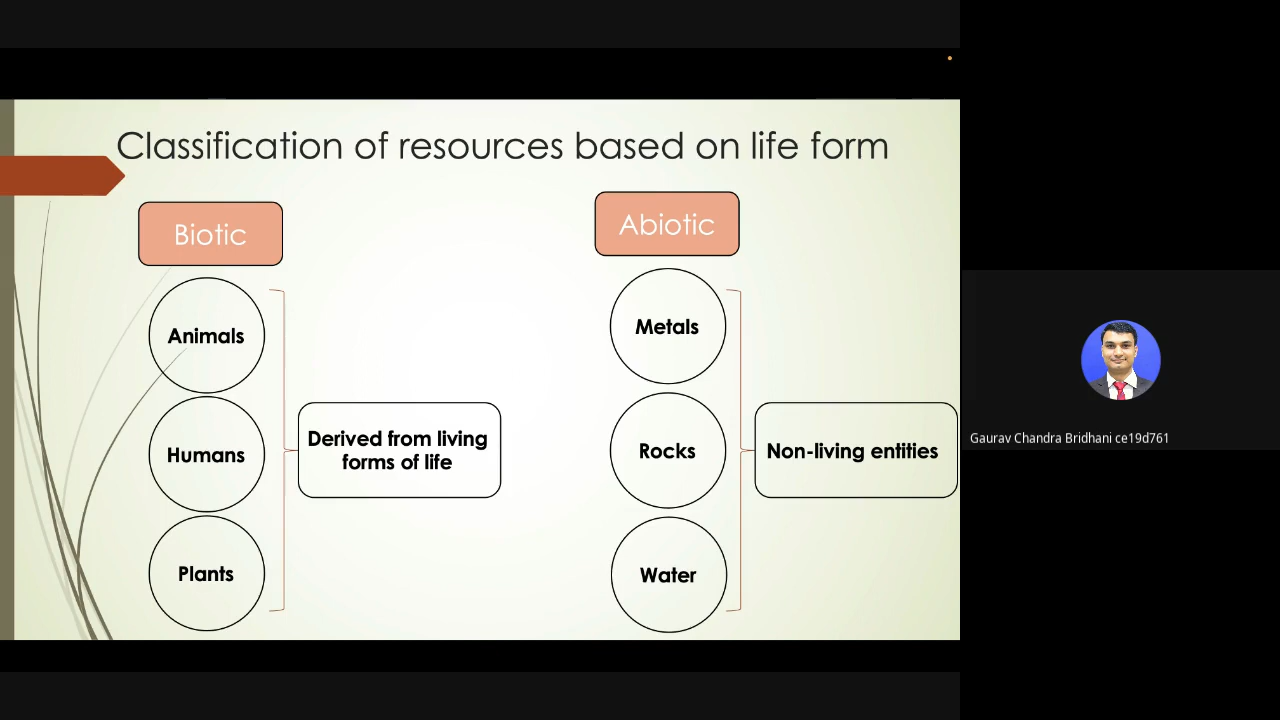 Classification of resources based on life form
Biotic
Animals
Humans
Plants
Derived from living
forms of life
Abiotic
Metals
Rocks
Water
Non-living entities
Gaurav Chandra Bridhani ce19d761